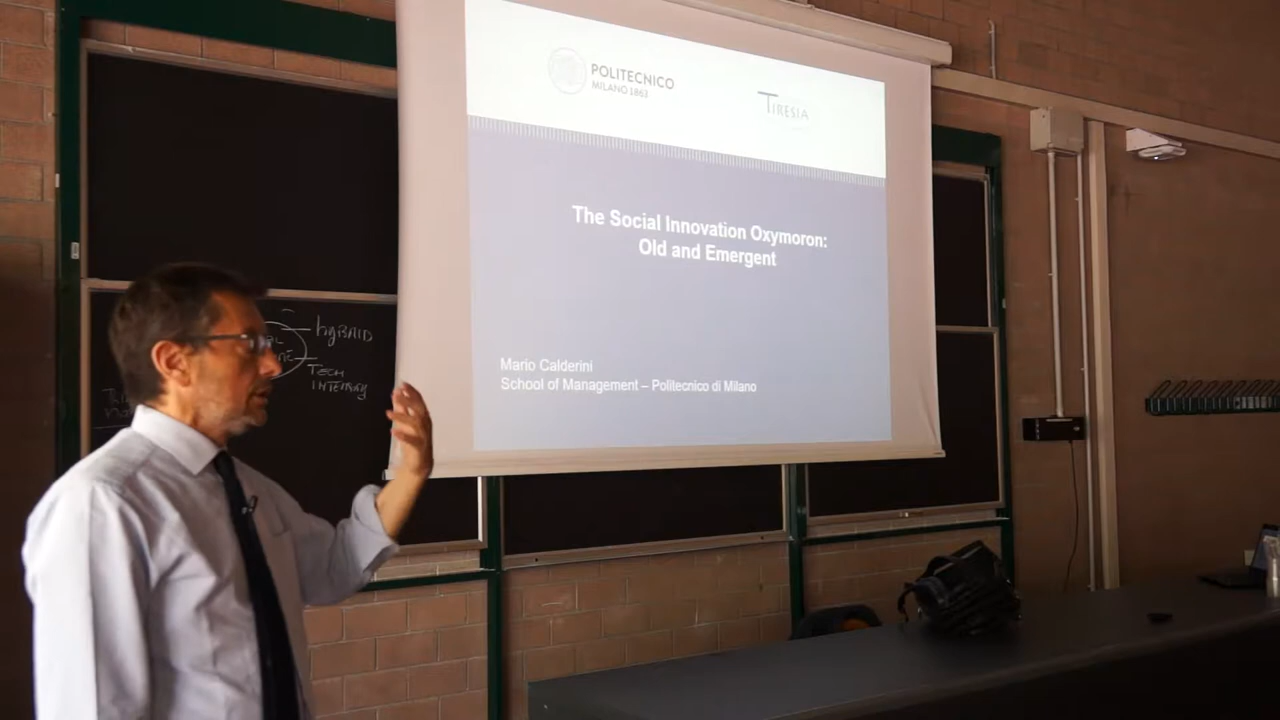 POLITECNICO
MILANO 1863
TIRESIA
The Social Innovation Oxymoron:
Old and Emergent
Mario Calderini
School of Management – Politecnico di Milano
hyBRID
TECH